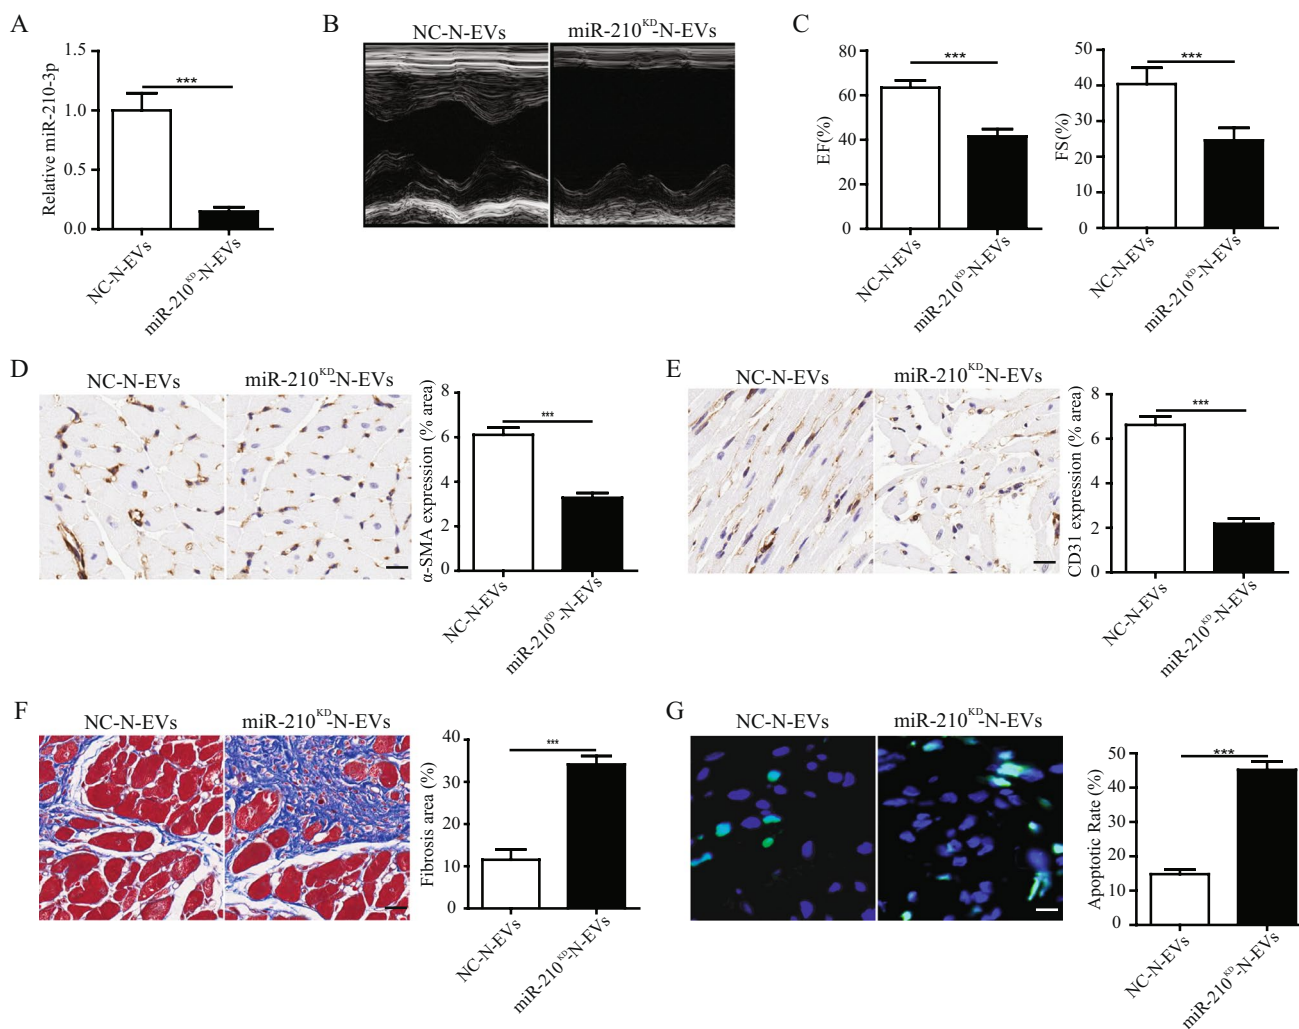 A
Relative miR-210-3p
1.5
1.0
0.5
0.0
***
NC-N-EVs
miR-210ᴷᴰ-N-EVs
B
NC-N-EVs
miR-210ᴷᴰ-N-EVs
C
EF(%)
80
60
40
20
0
***
NC-N-EVs
miR-210ᴷᴰ-N-EVs
FS(%)
50
40
30
20
10
0
***
NC-N-EVs
miR-210ᴷᴰ-N-EVs
D
NC-N-EVs
miR-210ᴷᴰ-N-EVs
α-SMA expression (% area)
8
6
4
2
0
***
NC-N-EVs
miR-210ᴷᴰ-N-EVs
E
NC-N-EVs
miR-210ᴷᴰ-N-EVs
CD31 expression (% area)
8
6
4
2
0
***
NC-N-EVs
miR-210ᴷᴰ-N-EVs
F
NC-N-EVs
miR-210ᴷᴰ-N-EVs
Fibrosis area (%)
40
30
20
10
0
***
NC-N-EVs
miR-210ᴷᴰ-N-EVs
G
NC-N-EVs
miR-210ᴷᴰ-N-EVs
Apoptotic Rate (%)
50
40
30
20
10
0
***
NC-N-EVs
miR-210ᴷᴰ-N-EVs